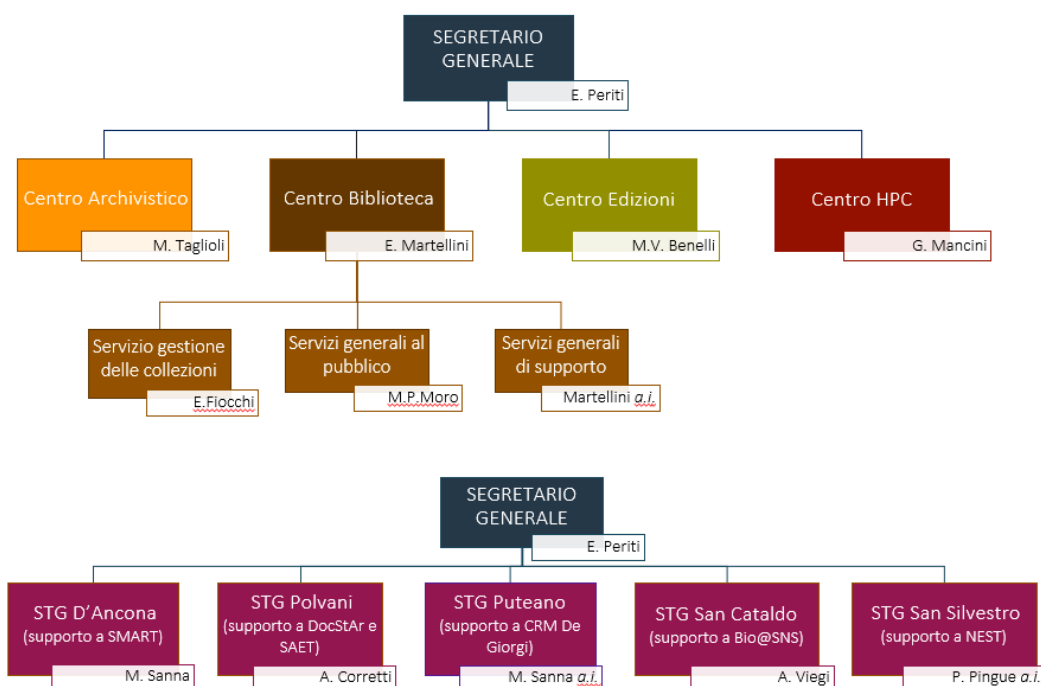 SEGRETARIO
GENERALE
E. Periti
Centro Archivistico
M. Taglioli
Centro Biblioteca
E. Martellini
Centro Edizioni
M.V. Benelli
Centro HPC
G. Mancini
Servizio gestione
delle collezioni
E.Fiocchi
Servizi generali al
pubblico
M.P.Moro
Servizi generali
di supporto
Martellini a.i.
SEGRETARIO
GENERALE
E. Periti
STG D'Ancona
(supporto a SMART)
M. Sanna
STG Polvani
(supporto a DocStAr e
SAET)
A. Corretti
STG Puteano
(supporto a CRM De
Giorgi)
M. Sanna a.i.
STG San Cataldo
(supporto a Bio@SNS)
A. Viegi
STG San Silvestro
(supporto a NEST)
P. Pingue a.i.